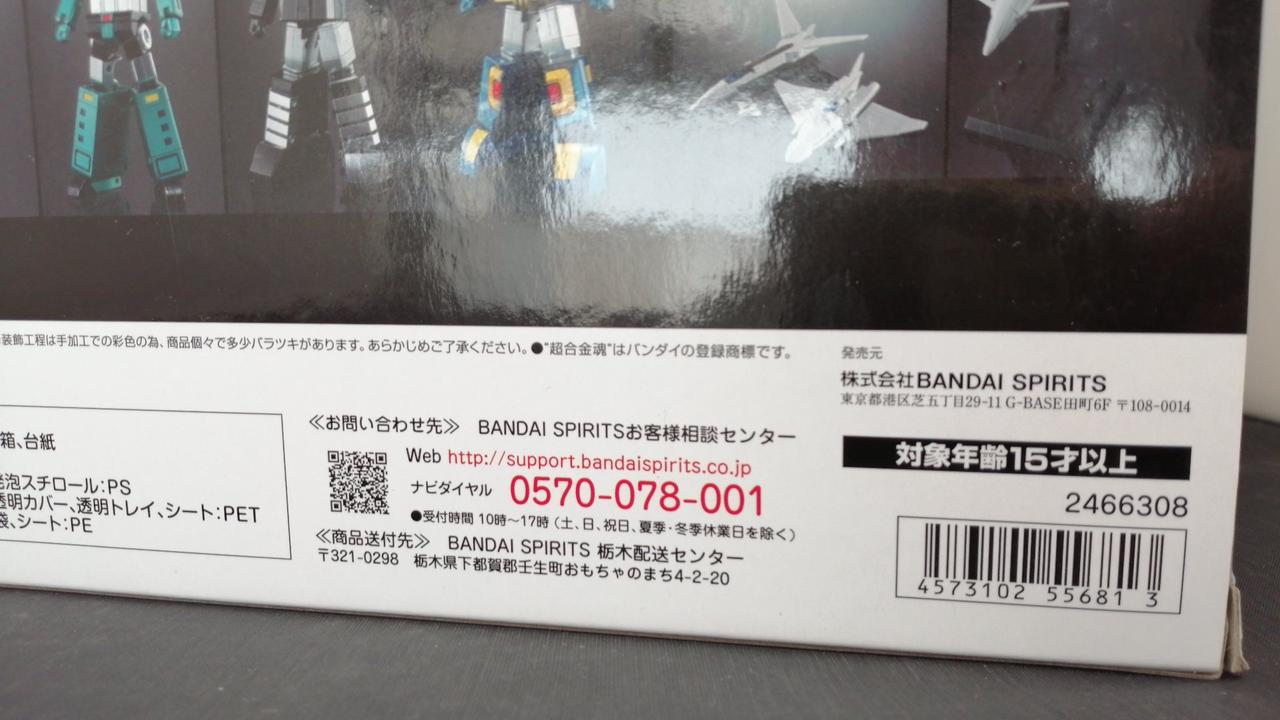 装飾工程は手加工での彩色の為、商品個々で多少バラツキがあります。あらかじめご了承ください。●"超合金魂"はバンダイの登録商標です。
箱、台紙
発泡スチロール:PS
透明カバー、透明トレイ、シート:PET
袋、シート:PE
≪お問い合わせ先≫ BANDAI SPIRITSお客様相談センター
Web http://support.bandaispirits.co.jp
ナビダイヤル 0570-078-001
●受付時間 10時〜17時(土、日、祝日、夏季・冬季休業日を除く)
≪商品送付先≫ BANDAI SPIRITS 栃木配送センター
〒321-0298 栃木県下都賀郡壬生町おもちゃのまち4-2-20
発売元
株式会社BANDAI SPIRITS
東京都港区芝五丁目29-11 G-BASE田町6F 〒108-0014
対象年齢15才以上
2466308
4573102 55681 3